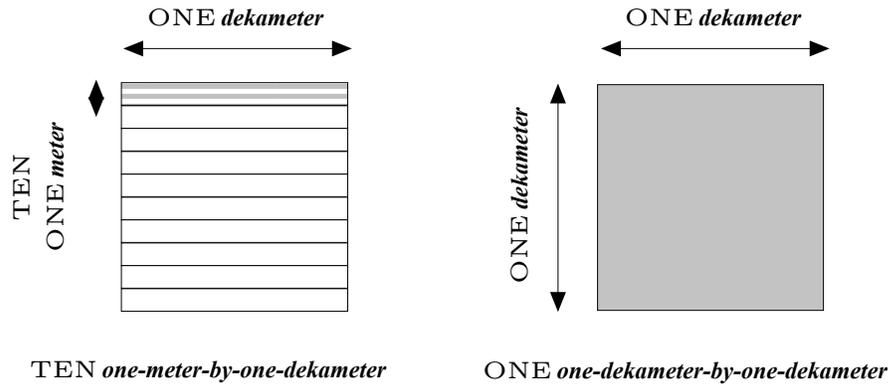 ONE dekameter
TEN
ONE meter
TEN one-meter-by-one-dekameter
ONE dekameter
ONE dekameter
ONE one-dekameter-by-one-dekameter